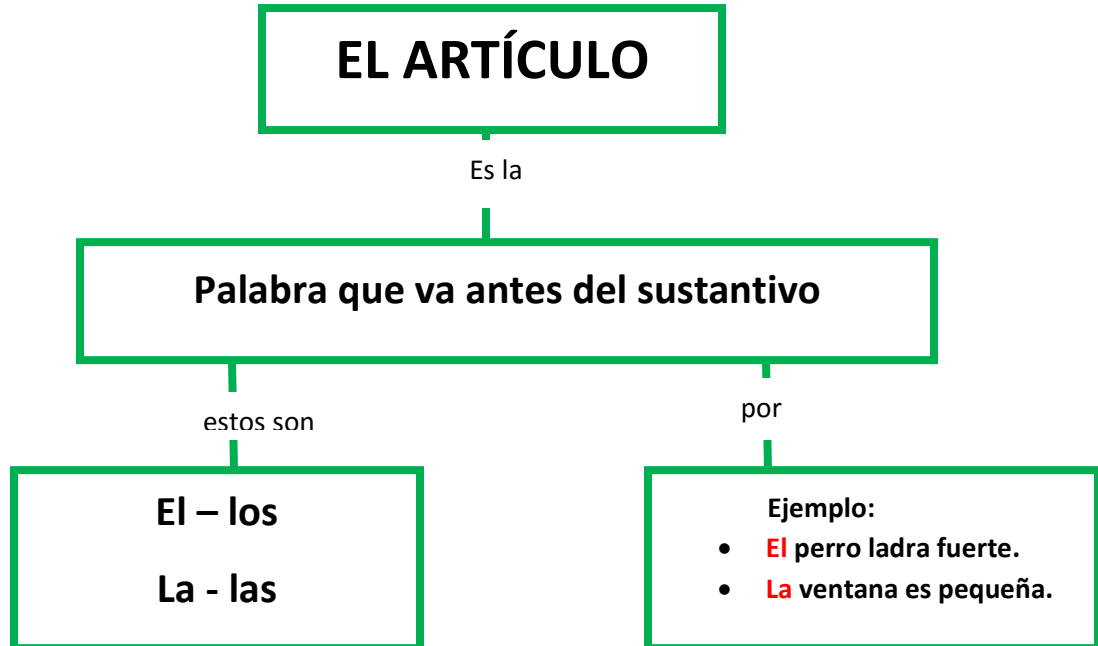 EL ARTÍCULO
Es la
Palabra que va antes del sustantivo
estos son
por
El – los
La - las
Ejemplo:
• El perro ladra fuerte.
• La ventana es pequeña.